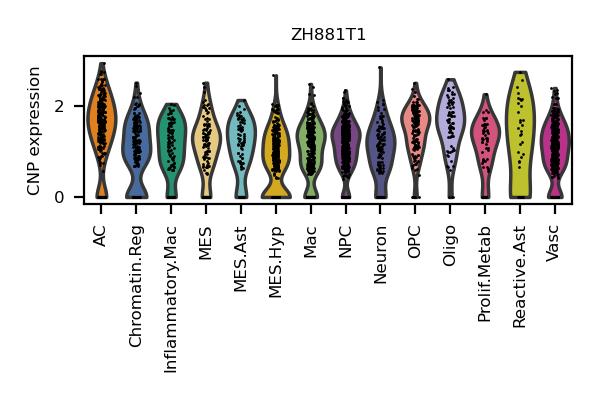 ZH881T1
CNP expression
2
0
AC
Chromatin.Reg
Inflammatory.Mac
MES
MES.Ast
MES.Hyp
Mac
NPC
Neuron
OPC
Oligo
Prolif.Metab
Reactive.Ast
Vasc